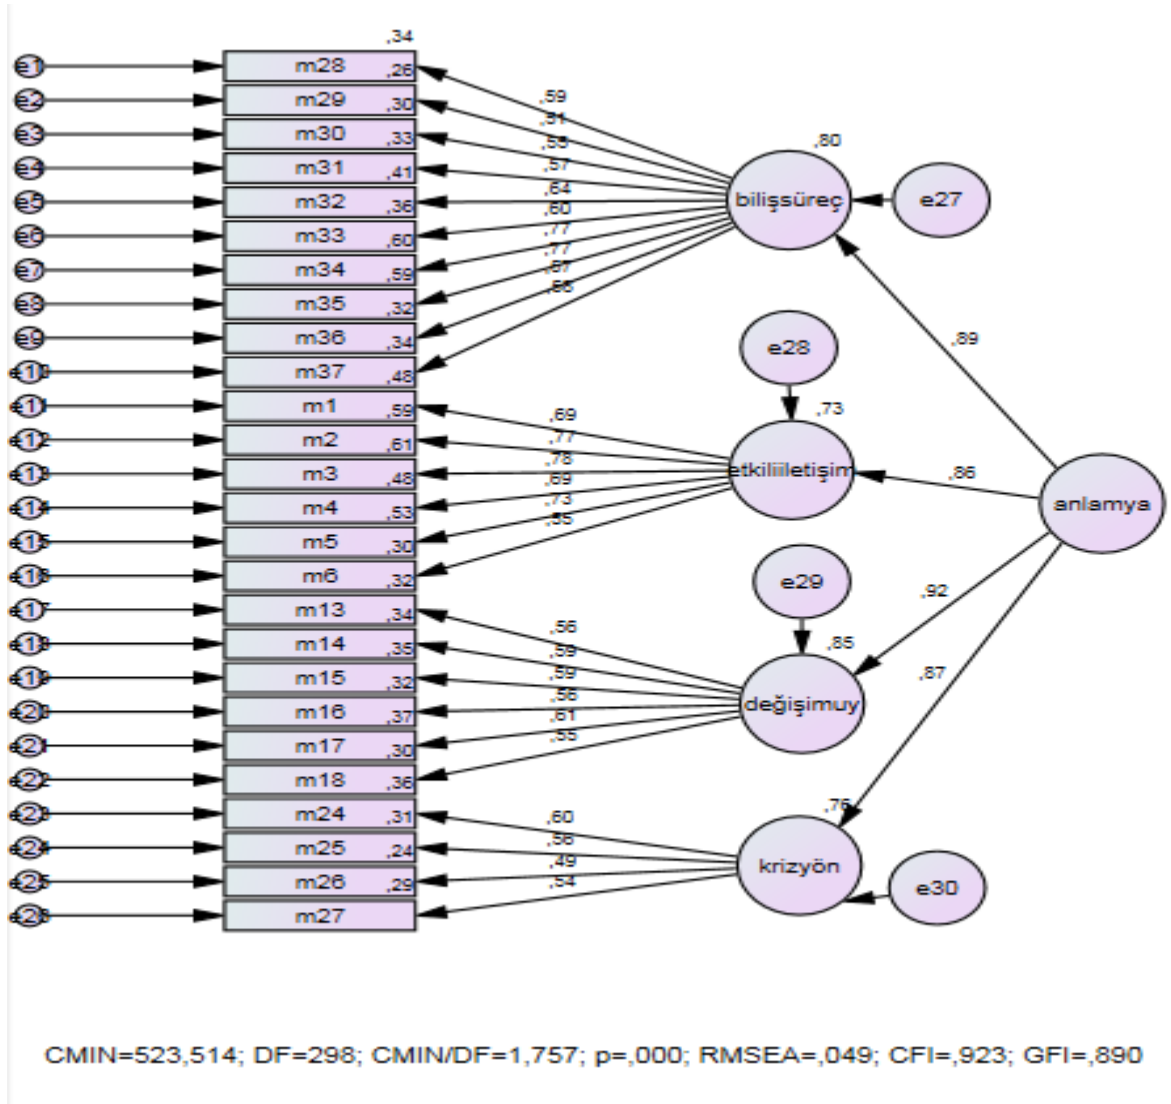 ,34
e1 m28 ,26
e2 m29 ,30
e3 m30 ,33
e4 m31 ,41
e5 m32 ,36
e6 m33 ,60
e7 m34 ,59
e8 m35 ,32
e9 m36 ,34
e10 m37 ,48
e11 m1 ,59
e12 m2 ,61
e13 m3 ,48
e14 m4 ,53
e15 m5 ,30
e16 m6 ,32
e17 m13 ,34
e18 m14 ,35
e19 m15 ,32
e20 m16 ,37
e21 m17 ,30
e22 m18 ,36
e23 m24 ,31
e24 m25 ,24
e25 m26 ,29
e26 m27
,59
,51
,55
,57
,64
,60
,77
,77
,57
,58
,69
,77
,78
,69
,73
,55
,56
,59
,59
,56
,61
,55
,60
,56
,49
,54
,80
bilişsüreç
e27
e28
,73
etkiliiletişim
e29
,85
değişimuy
,76
krizyön
e30
,89
,86
,92
,87
anlamya
CMIN=523,514; DF=298; CMIN/DF=1,757; p=,000; RMSEA=,049; CFI=,923; GFI=,890